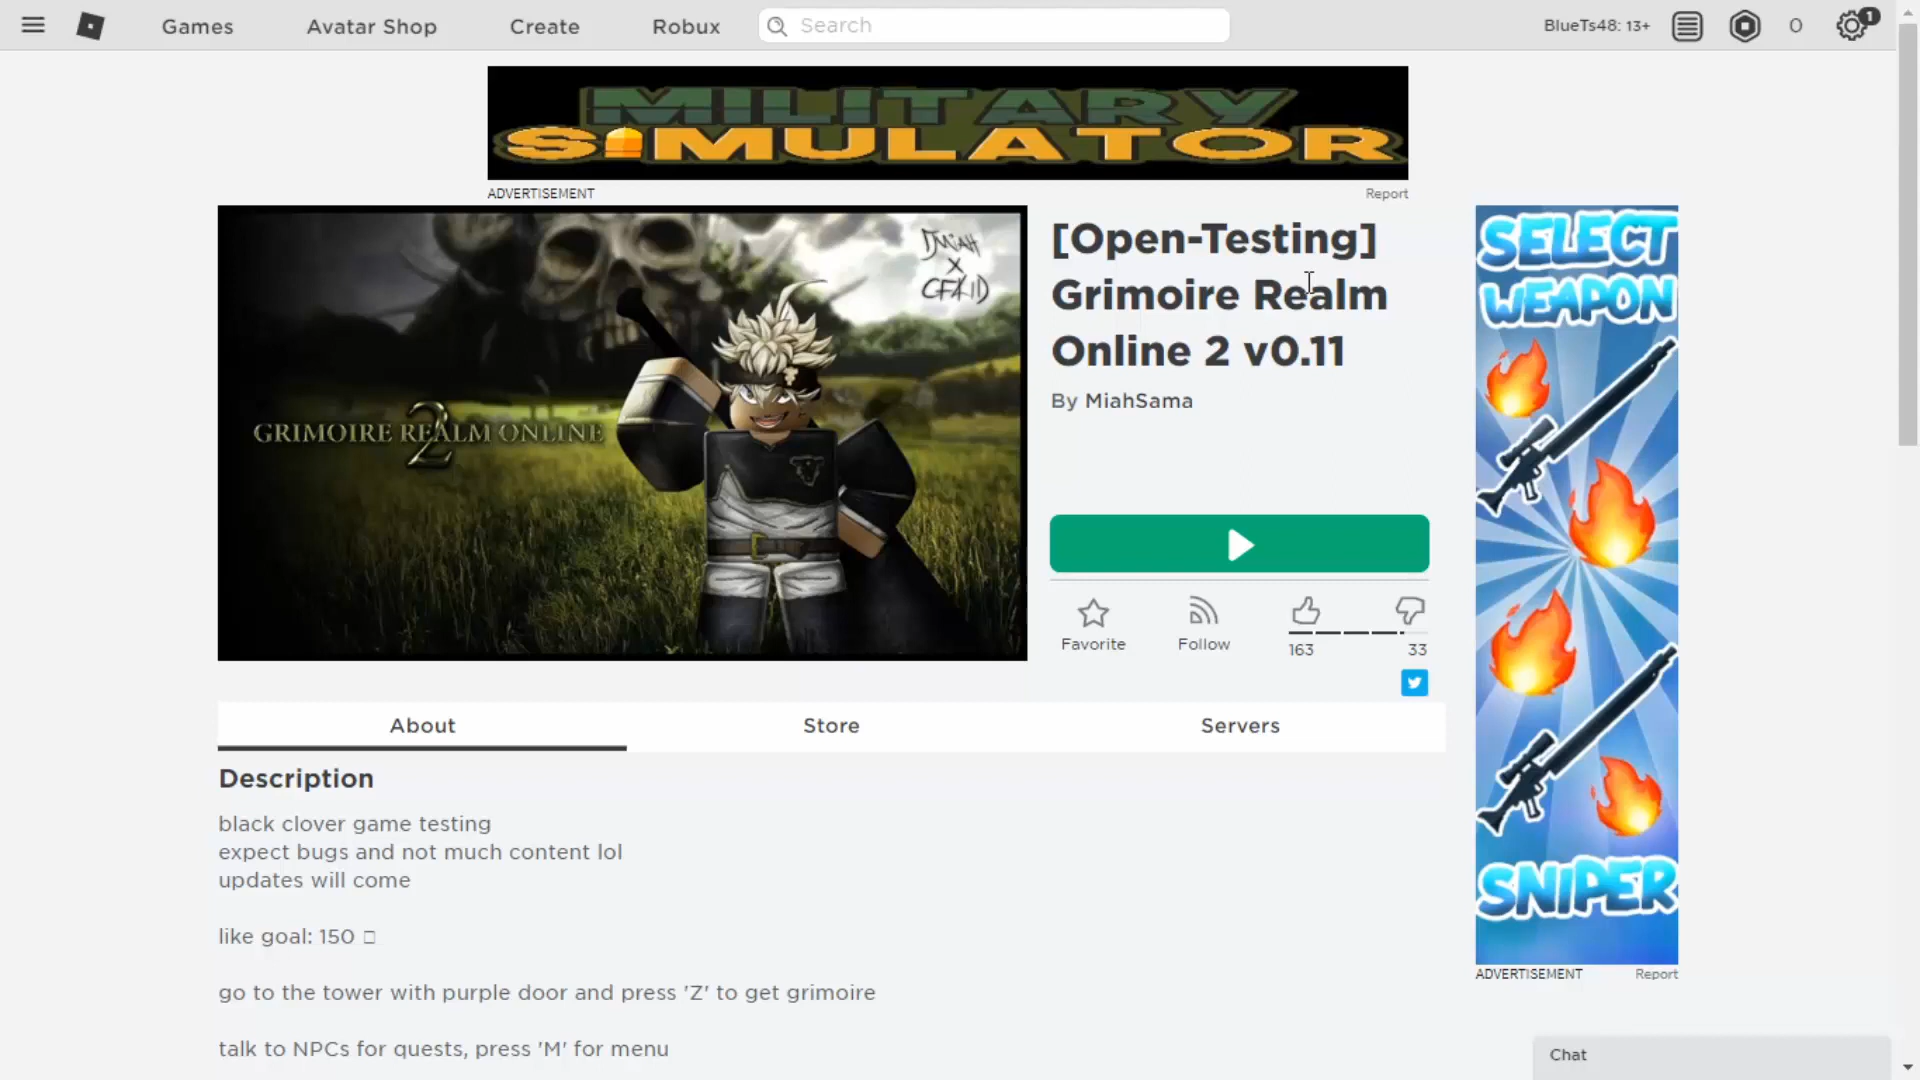 Games
Avatar Shop
Create
Robux
Search
BlueTs48: 13+
0
1
MILITARY
SIMULATOR
ADVERTISEMENT
Report
GRIMOIRE REALM ONLINE
2
X
CFKID
[Open-Testing]
Grimoire Realm
Online 2 v0.11
By MiahSama
Favorite
Follow
163
33
SELECT
WEAPON
SNIPER
ADVERTISEMENT
Report
About
Store
Servers
Description
black clover game testing
expect bugs and not much content lol
updates will come
like goal: 150
go to the tower with purple door and press 'Z' to get grimoire
talk to NPCs for quests, press 'M' for menu
Chat